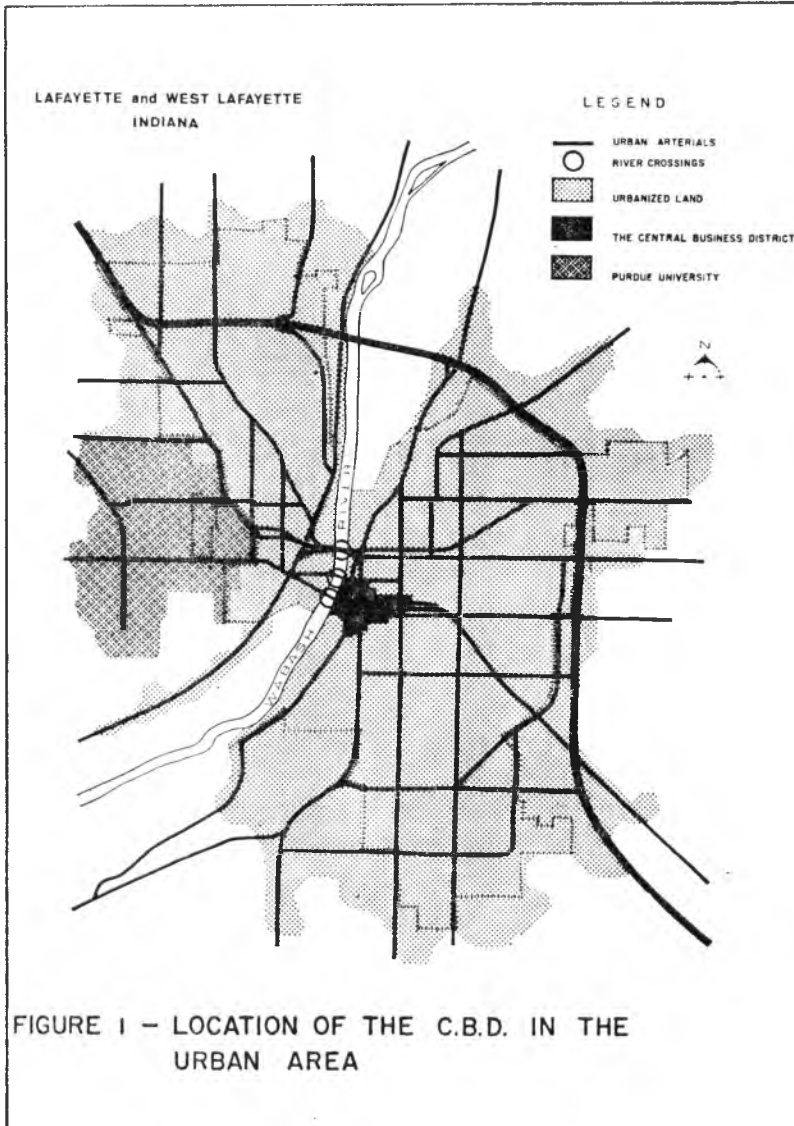 LAFAYETTE and WEST LAFAYETTE
INDIANA
LEGEND
URBAN ARTERIALS
RIVER CROSSINGS
URBANIZED LAND
THE CENTRAL BUSINESS DISTRICT
PURDUE UNIVERSITY
N
WABASH RIVER
FIGURE 1 - LOCATION OF THE C.B.D. IN THE
URBAN AREA